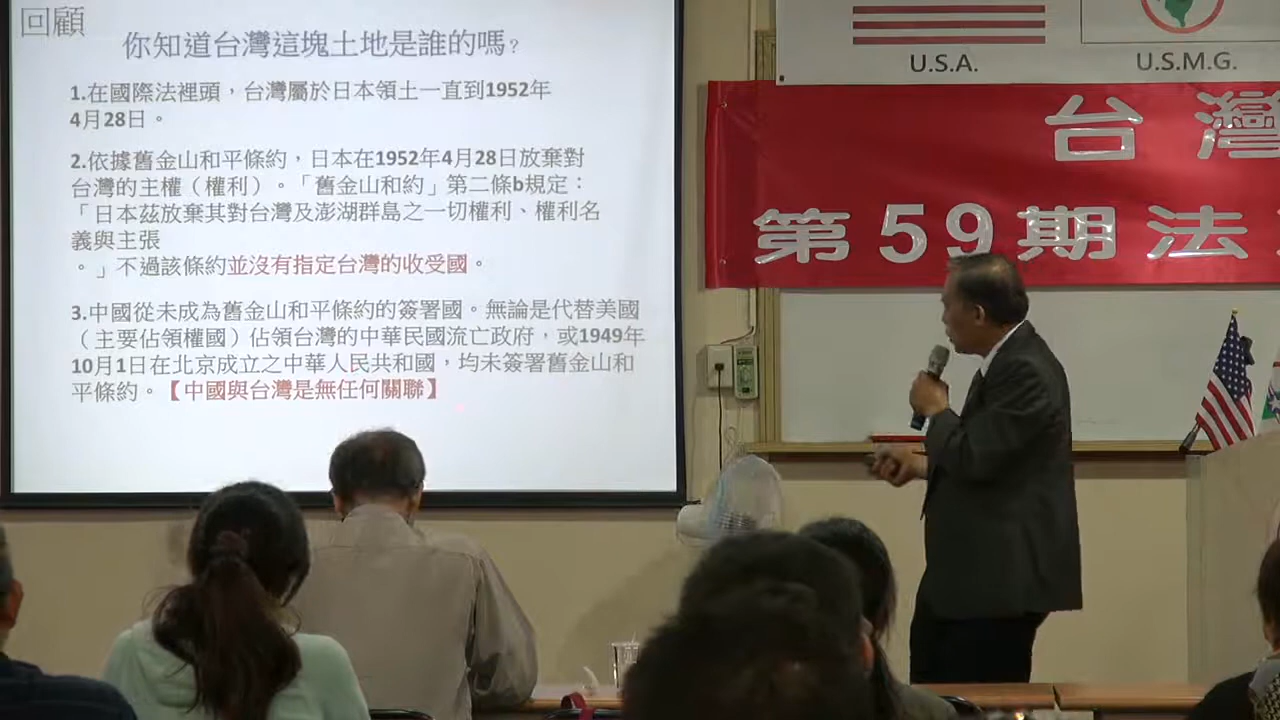 回顧
你知道台灣這塊土地是誰的嗎?
1.在國際法裡頭，台灣屬於日本領土一直到1952年
4月28日。
2.依據舊金山和平條約，日本在1952年4月28日放棄對
台灣的主權（權利）。「舊金山和約」第二條b規定：
「日本茲放棄其對台灣及澎湖群島之一切權利、權利名
義與主張
。」不過該條約並沒有指定台灣的收受國。
3.中國從未成為舊金山和平條約的簽署國。無論是代替美國
（主要佔領權國）佔領台灣的中華民國流亡政府，或1949年
10月1日在北京成立之中華人民共和國，均未簽署舊金山和
平條約。【中國與台灣是無任何關聯】
U.S.A.
U.S.M.G.
台灣
第59期法